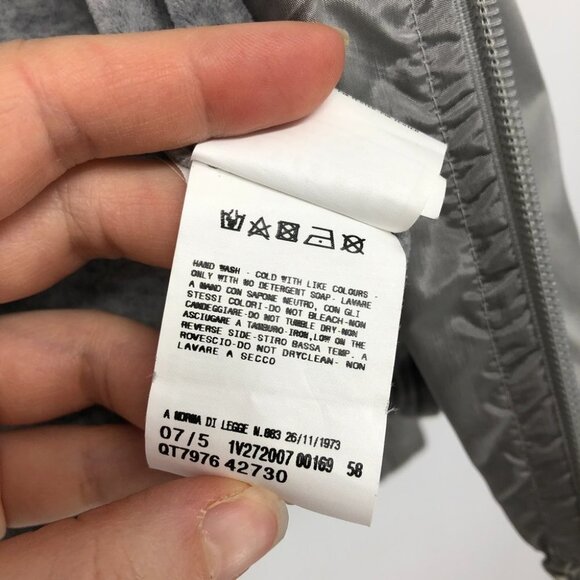 HAND WASH - COLD WITH LIKE COLOURS -
ONLY WITH NO DETERGENT SOAP- LAVARE
A MANO CON SAPONE NEUTRO, CON GLI
STESSI COLORI-DO NOT BLEACH-NON
CANDEGGIARE-DO NOT TUMBLE DRY-NON
ASCIUGARE A TAMBURO-IRON,LOW ON THE
REVERSE SIDE-STIRO BASSA TEMP. A
ROVESCIO-DO NOT DRYCLEAN- NON
LAVARE A SECCO
A NORMA DI LEGGE N.883 26/11/1973
07/5 1V272007 00169 58
QT7976 42730